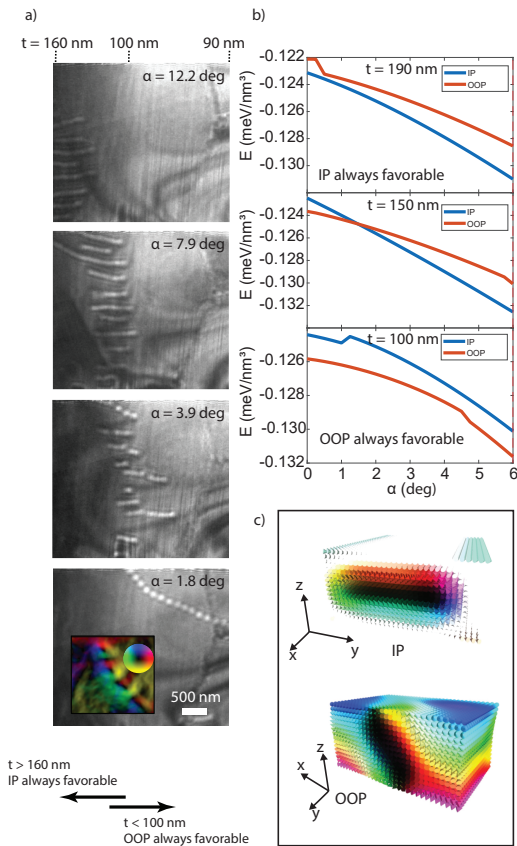 a)
t = 160 nm 100 nm 90 nm
α = 12.2 deg
α = 7.9 deg
α = 3.9 deg
α = 1.8 deg
500 nm
t > 160 nm
IP always favorable
t < 100 nm
OOP always favorable
b)
-0.122
-0.124
-0.126
-0.128
-0.130
E (meV/nm³)
t = 190 nm
IP
OOP
IP always favorable
-0.124
-0.126
-0.128
-0.130
-0.132
E (meV/nm³)
t = 150 nm
IP
OOP
-0.126
-0.128
-0.130
-0.132
E (meV/nm³)
t = 100 nm
IP
OOP
OOP always favorable
0 1 2 3 4 5 6
α (deg)
c)
z
x
y
IP
z
x
y
OOP